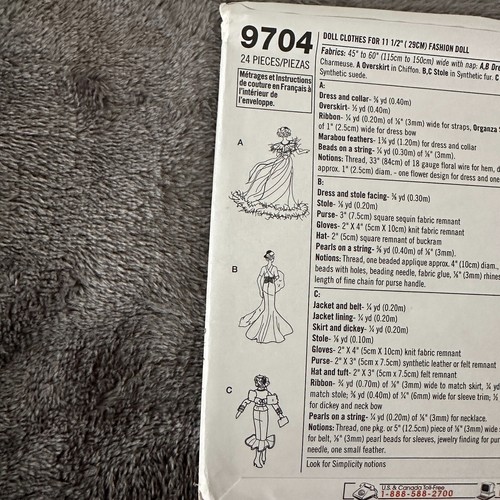 9704
24 PIECES/PIEZAS
Métrages et Instructions
de couture en Français à
l'intérieur de
l'enveloppe.
A
B
C
DOLL CLOTHES FOR 11 1/2" ( 29CM) FASHION DOLL
Fabrics: 45" to 60" (115cm to 150cm) wide with nap: A,B Dre
Charmeuse. A Overskirt in Chiffon. B,C Stole in Synthetic fur. C
Synthetic suede.
A:
Dress and collar- ⅜ yd (0.40m)
Overskirt- ⅜ yd (0.40m)
Ribbon- ¼ yd (0.20m) of ⅛" (3mm) wide for straps, Organza
of 1" (2.5cm) wide for dress bow
Marabou feathers- 1¼ yd (1.20m) for dress and collar
Beads on a string- ¼ yd (0.30m) of ⅛" (3mm).
Notions: Thread, 33" (84cm) of 18 gauge floral wire for hem,
approx. 1" (2.5cm) diam. - one flower design for dress and one
B:
Dress and stole facing- ⅜ yd (0.30m)
Stole- ⅛ yd (0.20m)
Purse- 3" (7.5cm) square sequin fabric remnant
Gloves- 2" X 4" (5cm X 10cm) knit fabric remnant
Hat- 2" (5cm) square remnant of buckram
Pearls on a string- ⅜ yd (0.40m) of ⅛" (3mm).
Notions: Thread, one beaded applique approx. 4" (10cm) diam.,
beads with holes, beading needle, fabric glue, ⅛" (3mm) rhines
length of fine chain for purse handle.
C:
Jacket and belt- ¼ yd (0.20m)
Jacket lining- ¼ yd (0.20m)
Skirt and dickey- ¼ yd (0.20m)
Stole- ⅛ yd (0.10m)
Gloves- 2" X 4" (5cm X 10cm) knit fabric remnant
Purse- 2" X 3" (5cm X 7.5cm) synthetic leather or felt remnant
Hat and tuft- 2" X 3" (5cm x 7.5cm) felt remnant
Ribbon- ¾ yd (0.70m) of ⅛" (3mm) wide to match skirt, ¼ yd
match stole; ⅜ yd (0.40m) of ¼" (6mm) wide for sleeve trim;
for dickey and neck bow
Pearls on a string- ¼ yd (0.20m) of ⅛" (3mm) for necklace.
Notions: Thread, one pkg. or 5" (12.5cm) piece of ⅛" (3mm) wide
for belt, ⅛" (3mm) pearl beads for sleeves, jewelry finding for pur
needle, one small feather.
Look for Simplicity notions
U.S. & Canada Toll-Free
1-888-588-2700